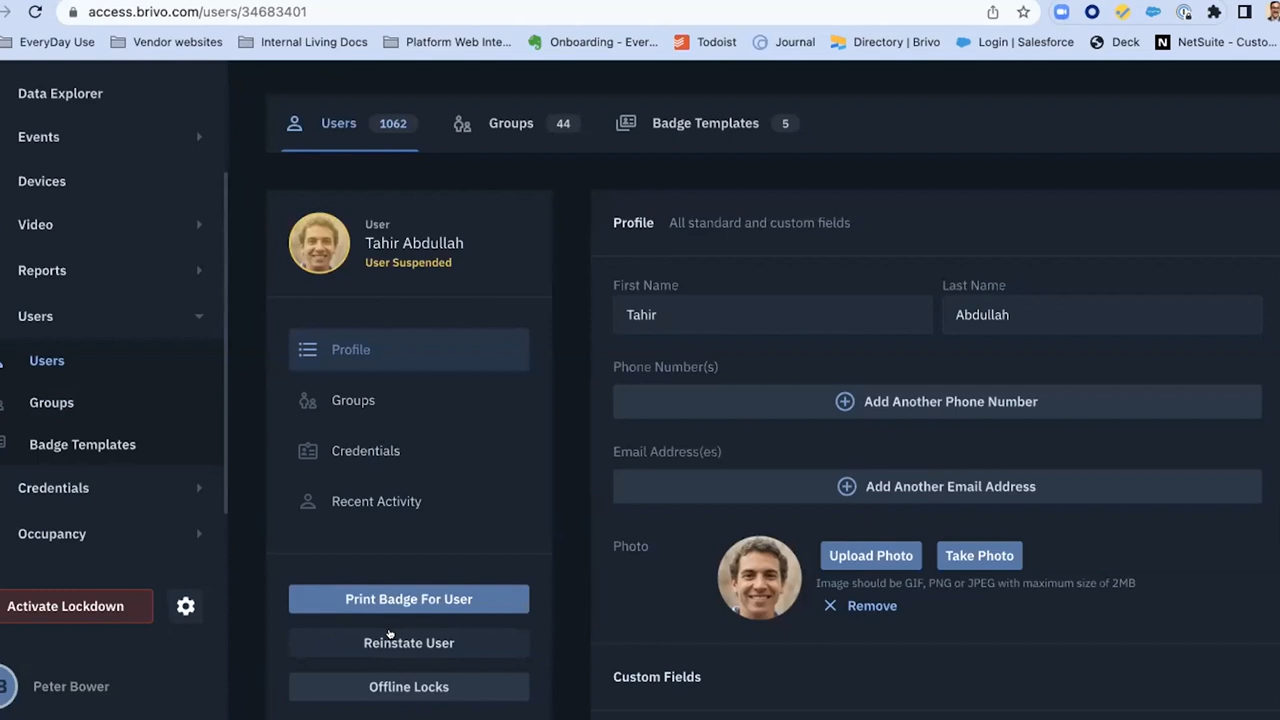 access.brivo.com/users/34683401
EveryDay Use
Vendor websites
Internal Living Docs
Platform Web Inte...
Onboarding - Ever...
Todoist
Journal
Directory | Brivo
Login | Salesforce
Deck
NetSuite - Custo...
Data Explorer
Events
Devices
Video
Reports
Users
Users
Groups
Badge Templates
Credentials
Occupancy
Activate Lockdown
Peter Bower
Users 1062
Groups 44
Badge Templates 5
User
Tahir Abdullah
User Suspended
Profile
Groups
Credentials
Recent Activity
Print Badge For User
Reinstate User
Offline Locks
Profile All standard and custom fields
First Name
Tahir
Last Name
Abdullah
Phone Number(s)
Add Another Phone Number
Email Address(es)
Add Another Email Address
Photo
Upload Photo
Take Photo
Image should be GIF, PNG or JPEG with maximum size of 2MB
Remove
Custom Fields